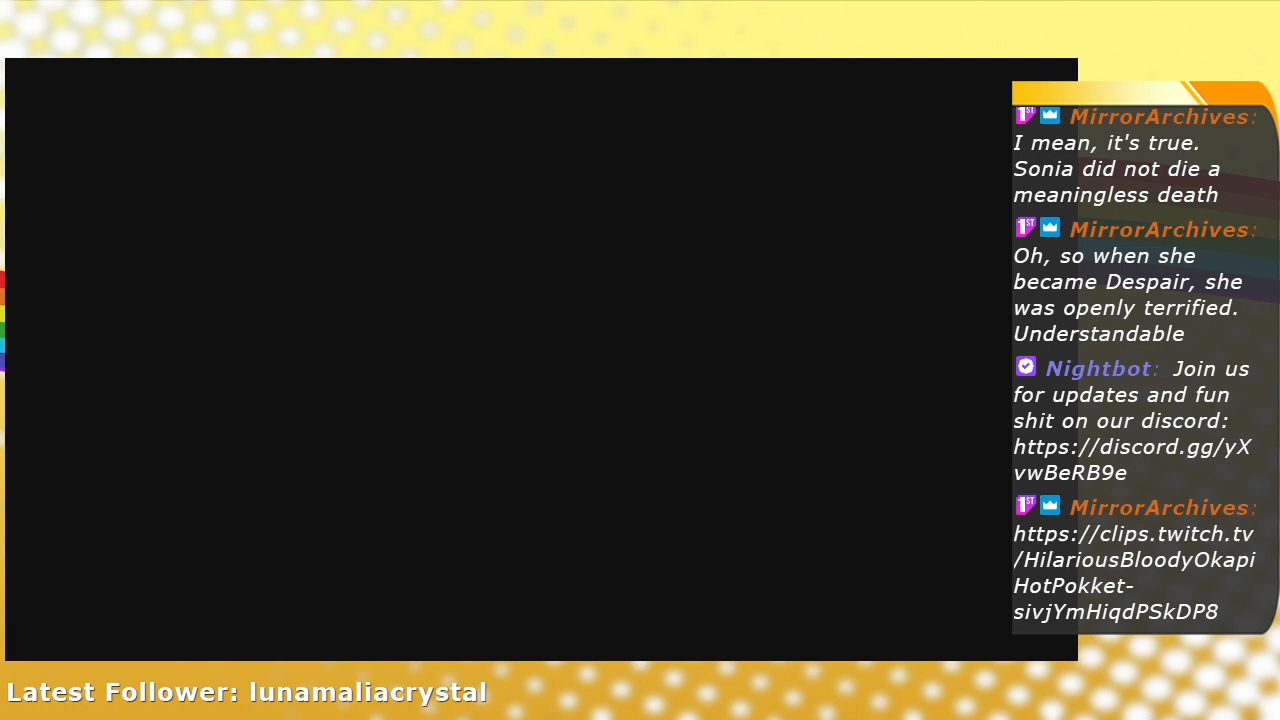 MirrorArchives:
I mean, it's true.
Sonia did not die a
meaningless death
MirrorArchives:
Oh, so when she
became Despair, she
was openly terrified.
Understandable
Nightbot: Join us
for updates and fun
shit on our discord:
https://discord.gg/yX
vwBeRB9e
MirrorArchives:
https://clips.twitch.tv
/HilariousBloodyOkapi
HotPokket-
sivjYmHiqdPSkDP8
Latest Follower: lunamaliacrystal